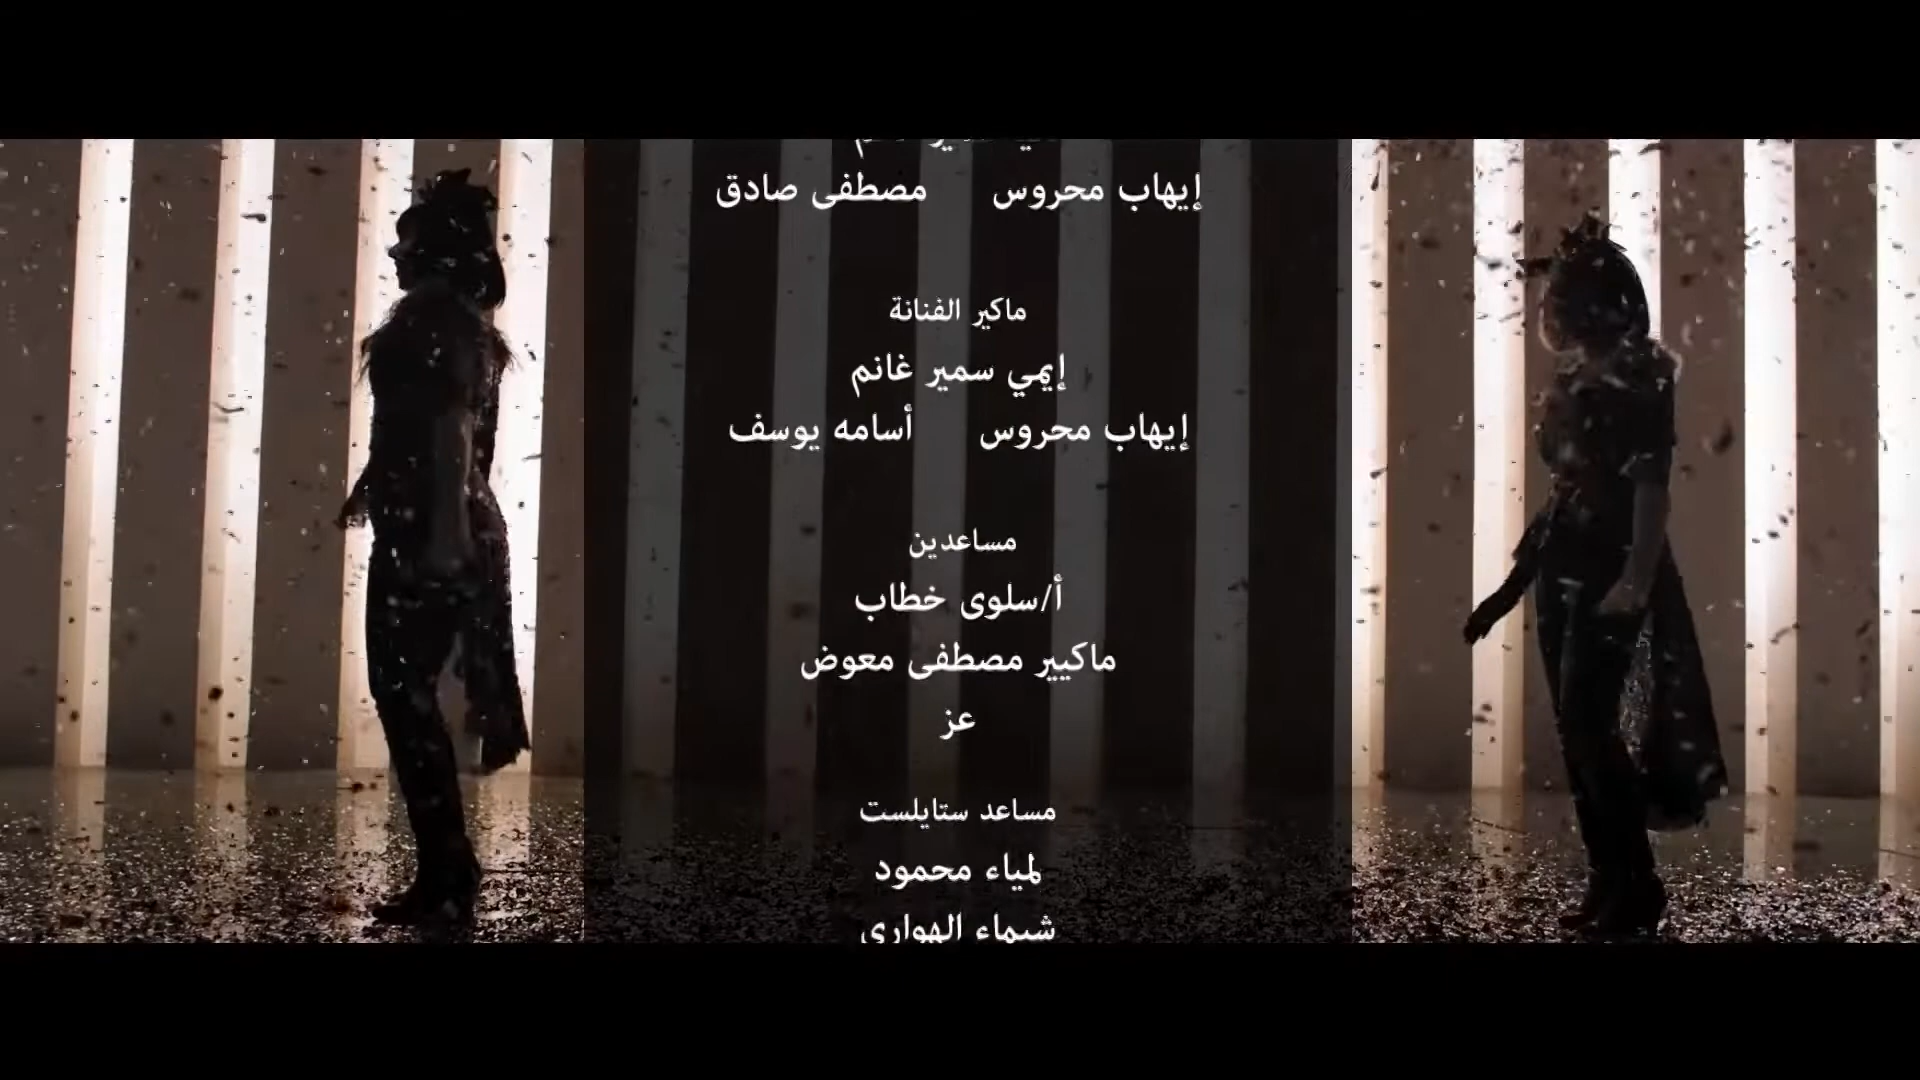 إيهاب محروس مصطفى صادق
ماكير الفنانة
إيمي سمير غانم
إيهاب محروس أسامه يوسف
مساعدين
أ/سلوى خطاب
ماكيير مصطفى معوض
عز
مساعد ستايلست
لمياء محمود
شيماء الهوارى